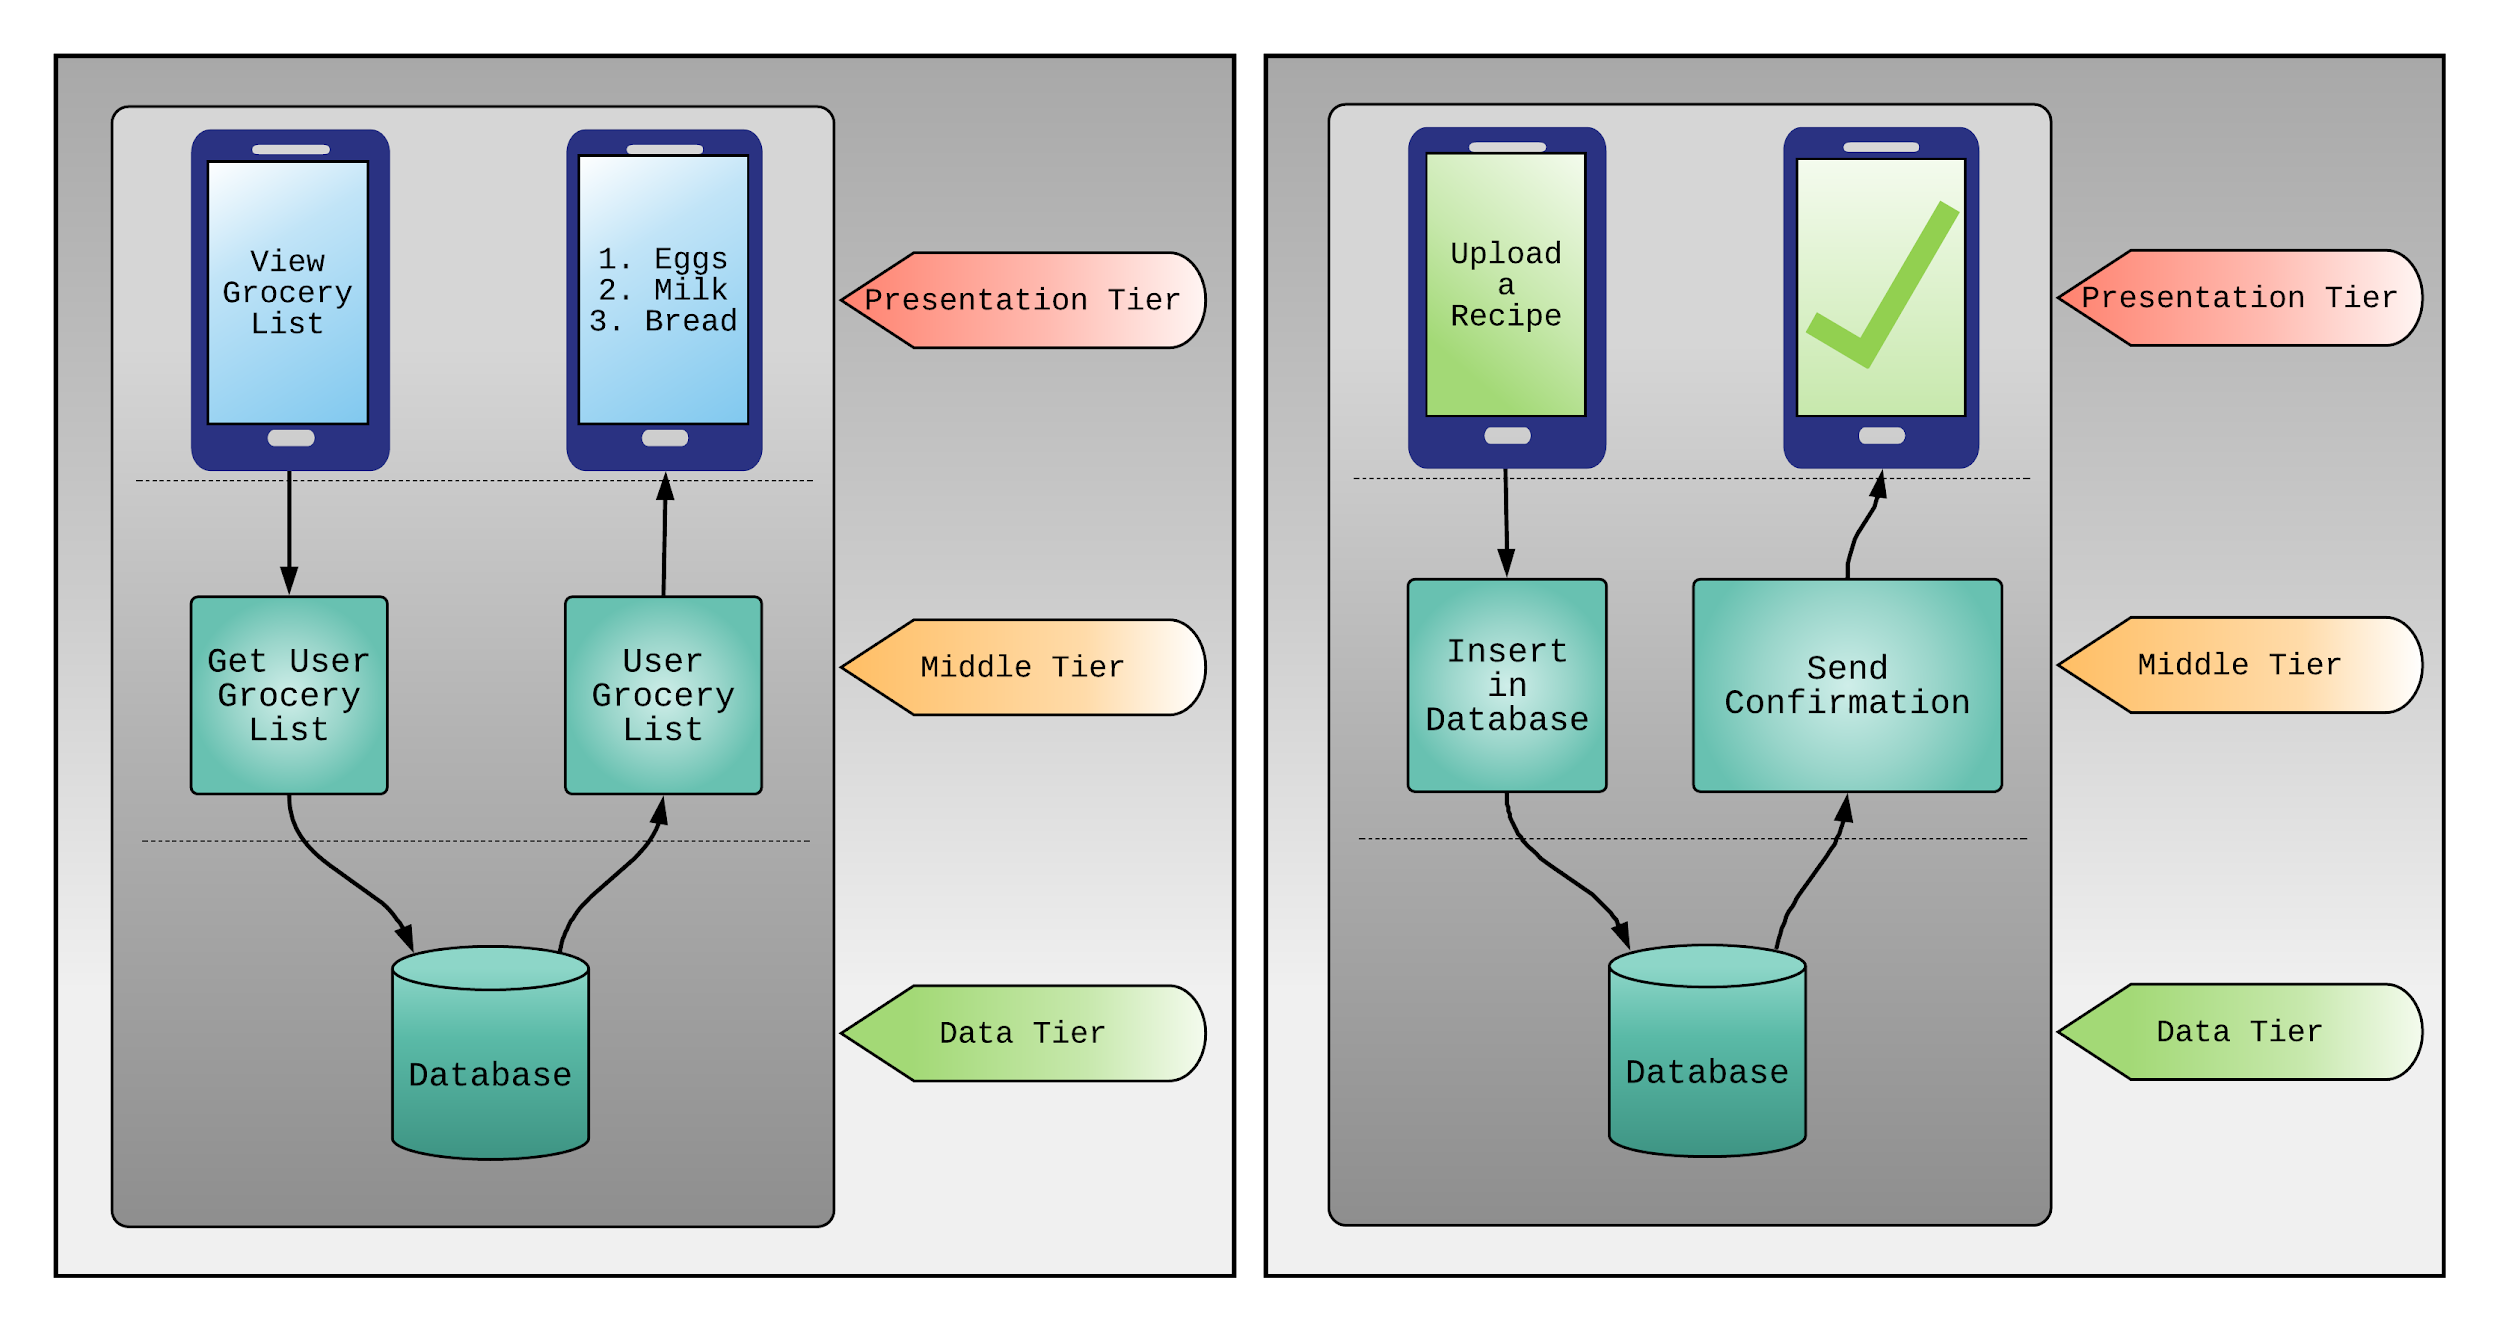 View
Grocery
List
1. Eggs
2. Milk
3. Bread
Presentation Tier
Get User
Grocery
List
User
Grocery
List
Middle Tier
Database
Data Tier
Upload
a
Recipe
Presentation Tier
Insert
in
Database
Send
Confirmation
Middle Tier
Database
Data Tier